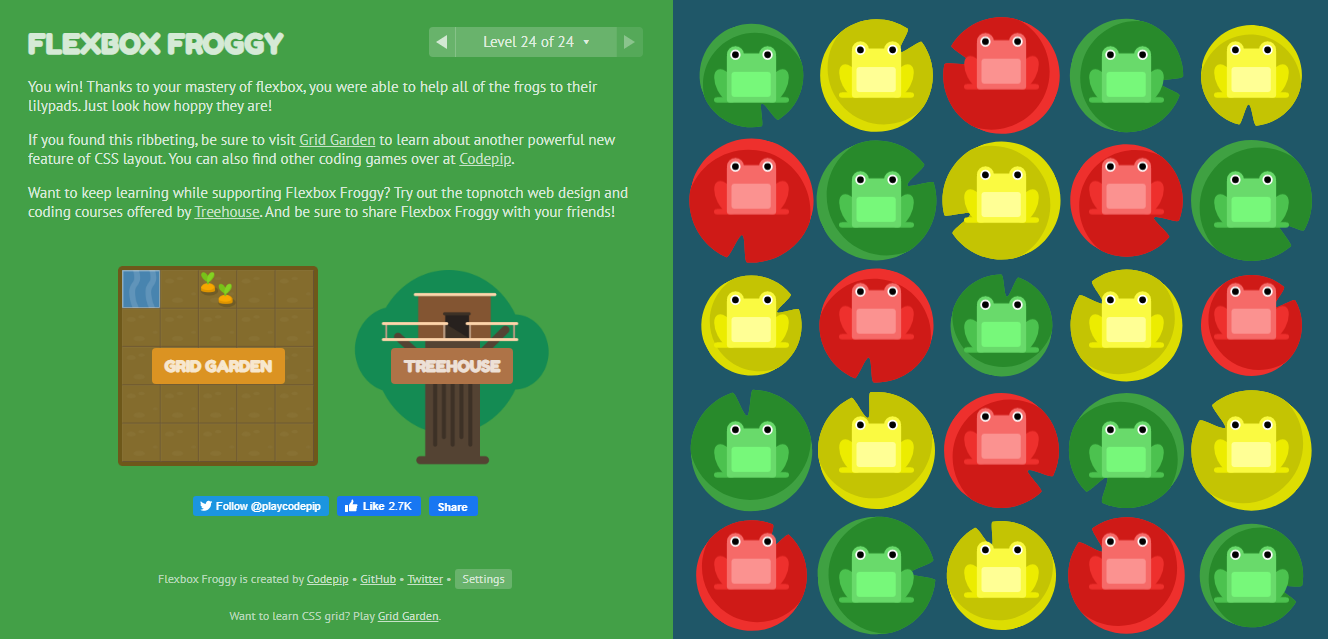 FLEXBOX FROGGY
Level 24 of 24
You win! Thanks to your mastery of flexbox, you were able to help all of the frogs to their
lilypads. Just look how hoppy they are!
If you found this ribbeting, be sure to visit Grid Garden to learn about another powerful new
feature of CSS layout. You can also find other coding games over at Codepip.
Want to keep learning while supporting Flexbox Froggy? Try out the topnotch web design and
coding courses offered by Treehouse. And be sure to share Flexbox Froggy with your friends!
GRID GARDEN
TREEHOUSE
Follow @playcodepip
Like 2.7K
Share
Flexbox Froggy is created by Codepip • GitHub • Twitter • Settings
Want to learn CSS grid? Play Grid Garden.